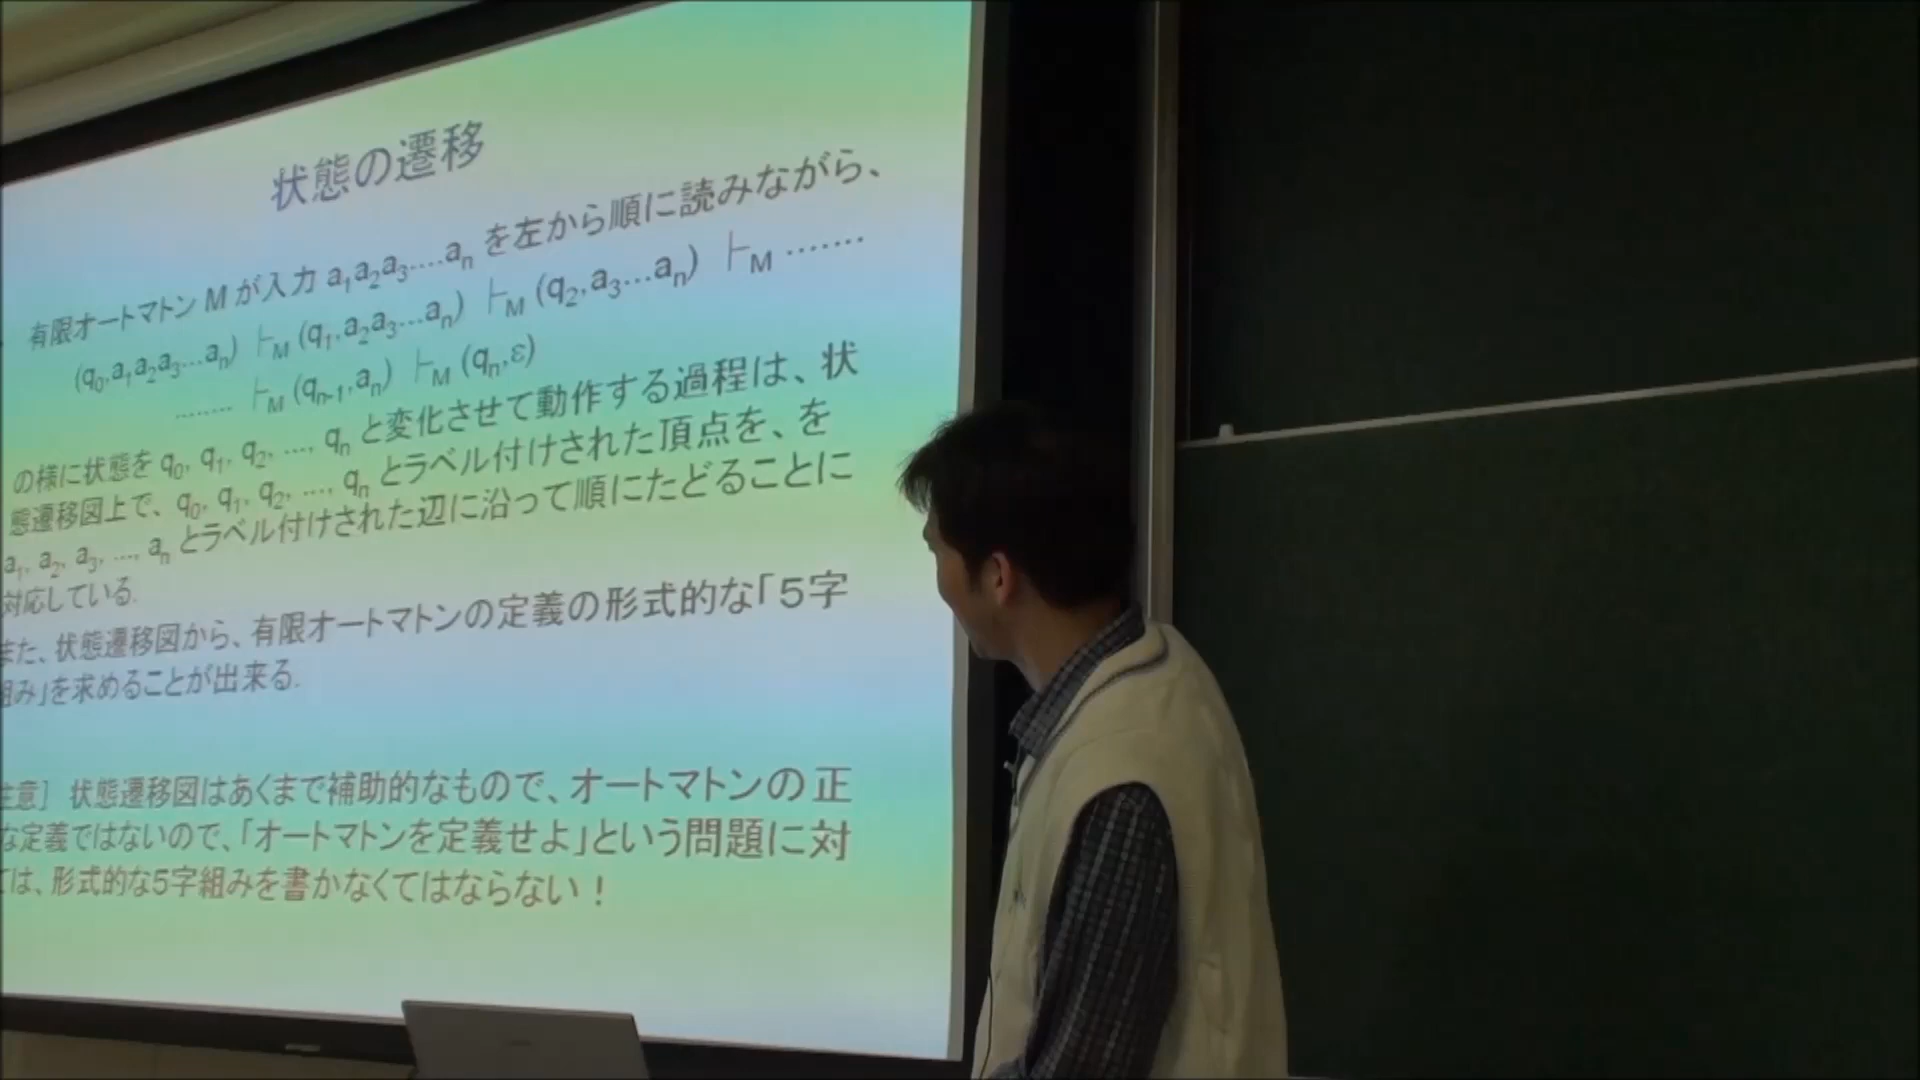 状態の遷移
有限オートマトン M が入力 a₁a₂a₃....aₙ を左から順に読みながら、
(q₀,a₁a₂a₃...aₙ) ├M (q₁,a₂a₃...aₙ) ├M (q₂,a₃...aₙ) ├M .......
........ ├M (qₙ₋₁,aₙ) ├M (qₙ,ε)
の様に状態を q₀, q₁, q₂, ..., qₙ と変化させて動作する過程は、状
態遷移図上で、q₀, q₁, q₂, ..., qₙ とラベル付けされた頂点を、を
a₁, a₂, a₃, ..., aₙ とラベル付けされた辺に沿って順にたどることに
対応している.
また、状態遷移図から、有限オートマトンの定義の形式的な「５字
組み」を求めることが出来る.
注意］ 状態遷移図はあくまで補助的なもので、オートマトンの正
な定義ではないので、「オートマトンを定義せよ」という問題に対
ては、形式的な5字組みを書かなくてはならない！